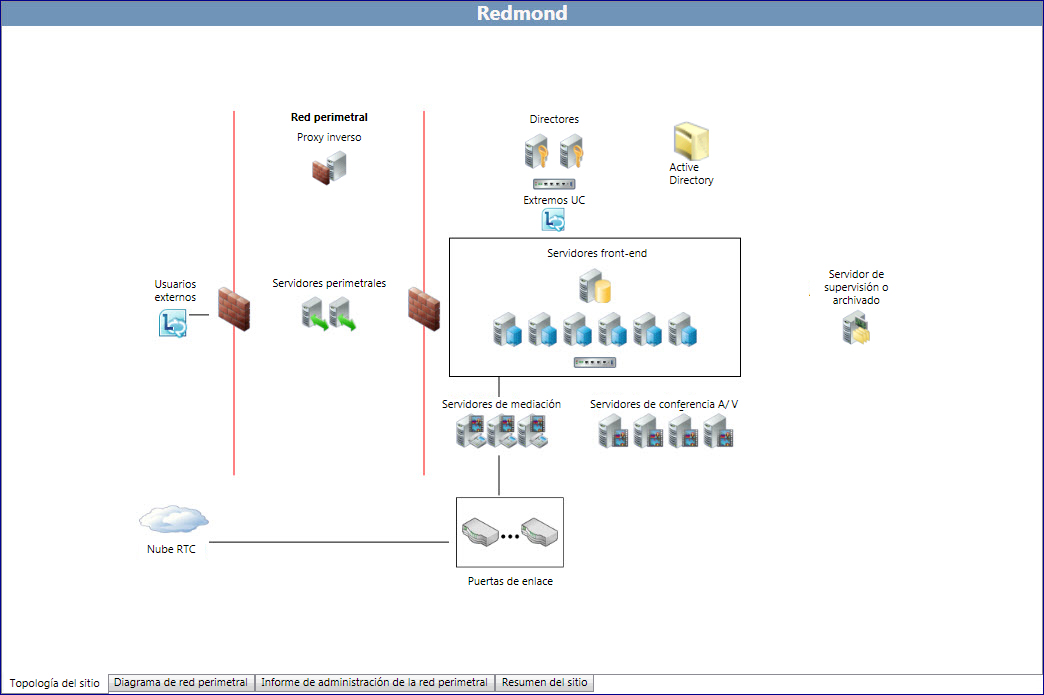 Redmond
Red perimetral
Proxy inverso
Directores
Active
Directory
Extremos UC
Servidores front-end
Usuarios
externos
Servidores perimetrales
Servidor de
supervisión o
archivado
Servidores de mediación
Servidores de conferencia A/V
Nube RTC
Puertas de enlace
Topología del sitio
Diagrama de red perimetral
Informe de administración de la red perimetral
Resumen del sitio